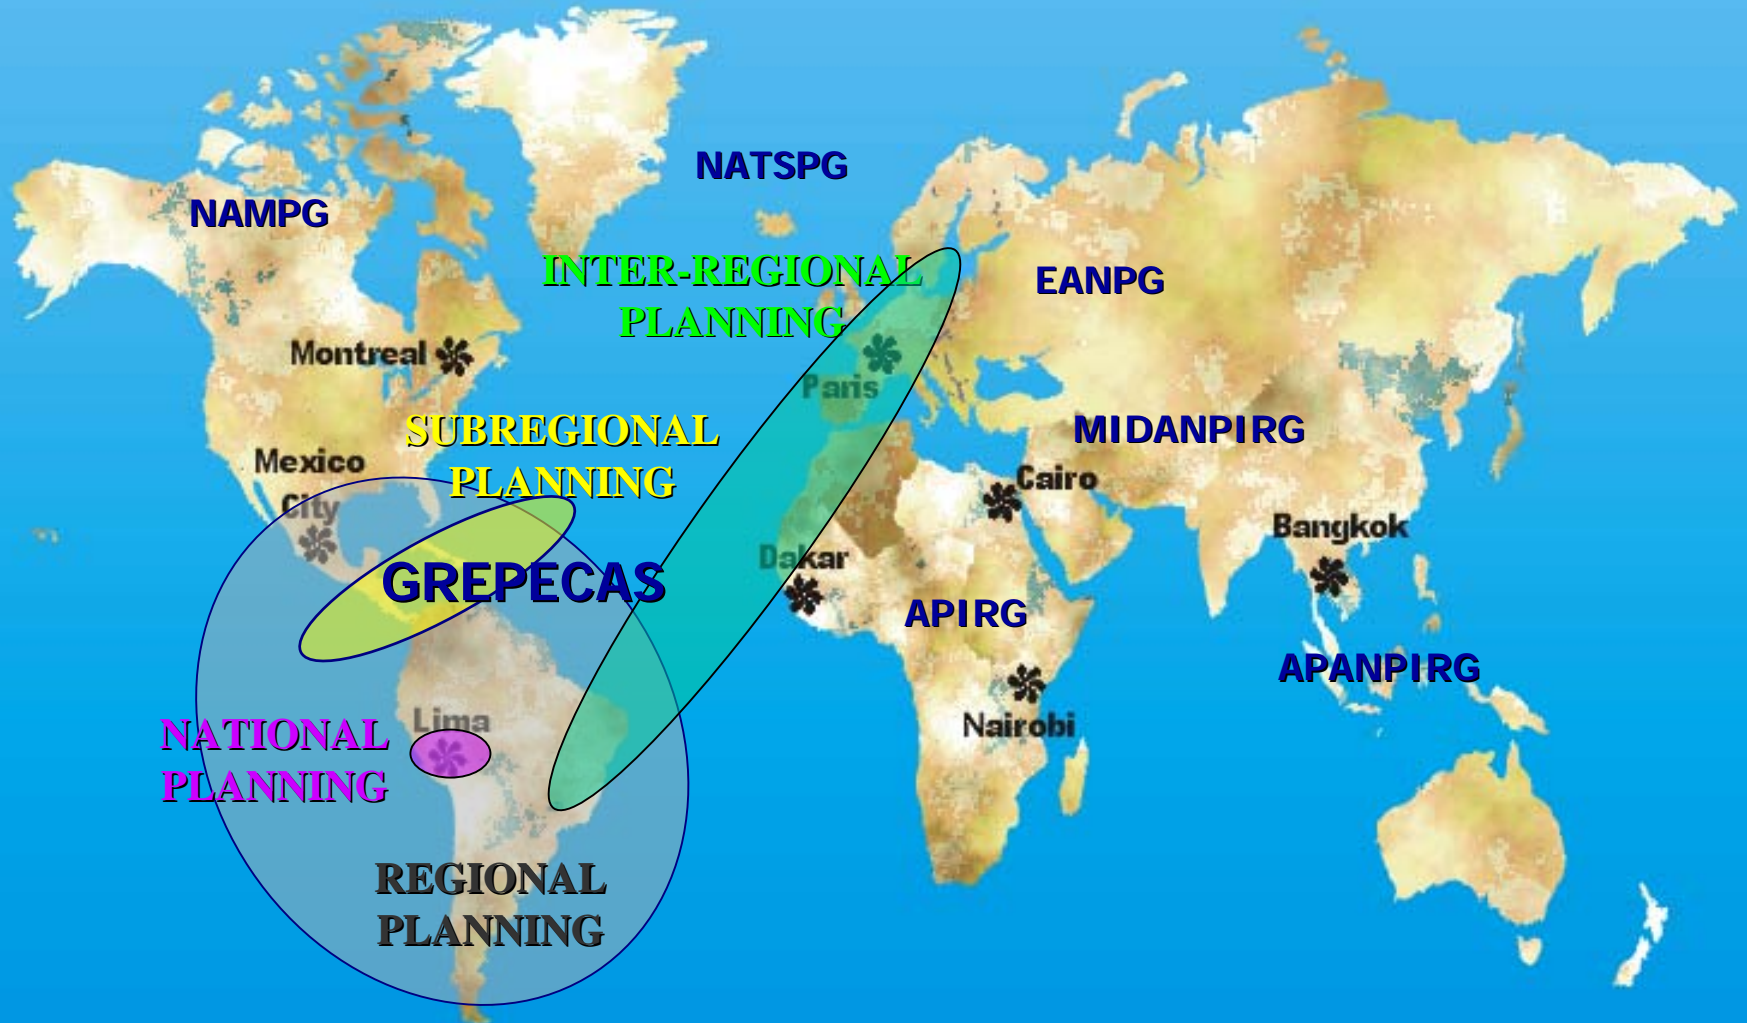 NATSPG
NAMPG
INTER-REGIONAL
PLANNING
EANPG
Montreal
Paris
SUBREGIONAL
PLANNING
MIDANPIRG
Mexico
City
Cairo
Bangkok
Dakar
GREPECAS
APIRG
APANPIRG
Lima
Nairobi
NATIONAL
PLANNING
REGIONAL
PLANNING